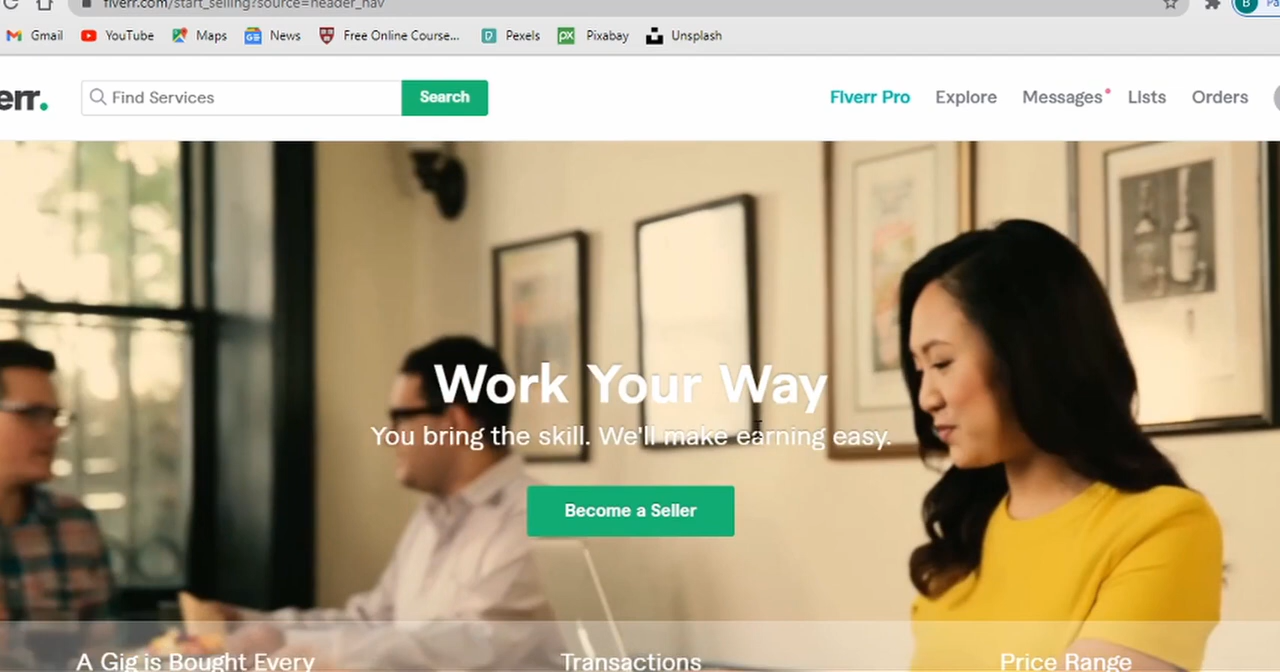 fiverr.com/start_selling?source=header_nav
B
Pa
Gmail YouTube Maps News Free Online Course... Pexels Pixabay Unsplash
err. Find Services Search Fiverr Pro Explore Messages Lists Orders
Work Your Way
You bring the skill. We'll make earning easy.
Become a Seller
A Gig is Bought Every Transactions Price Range